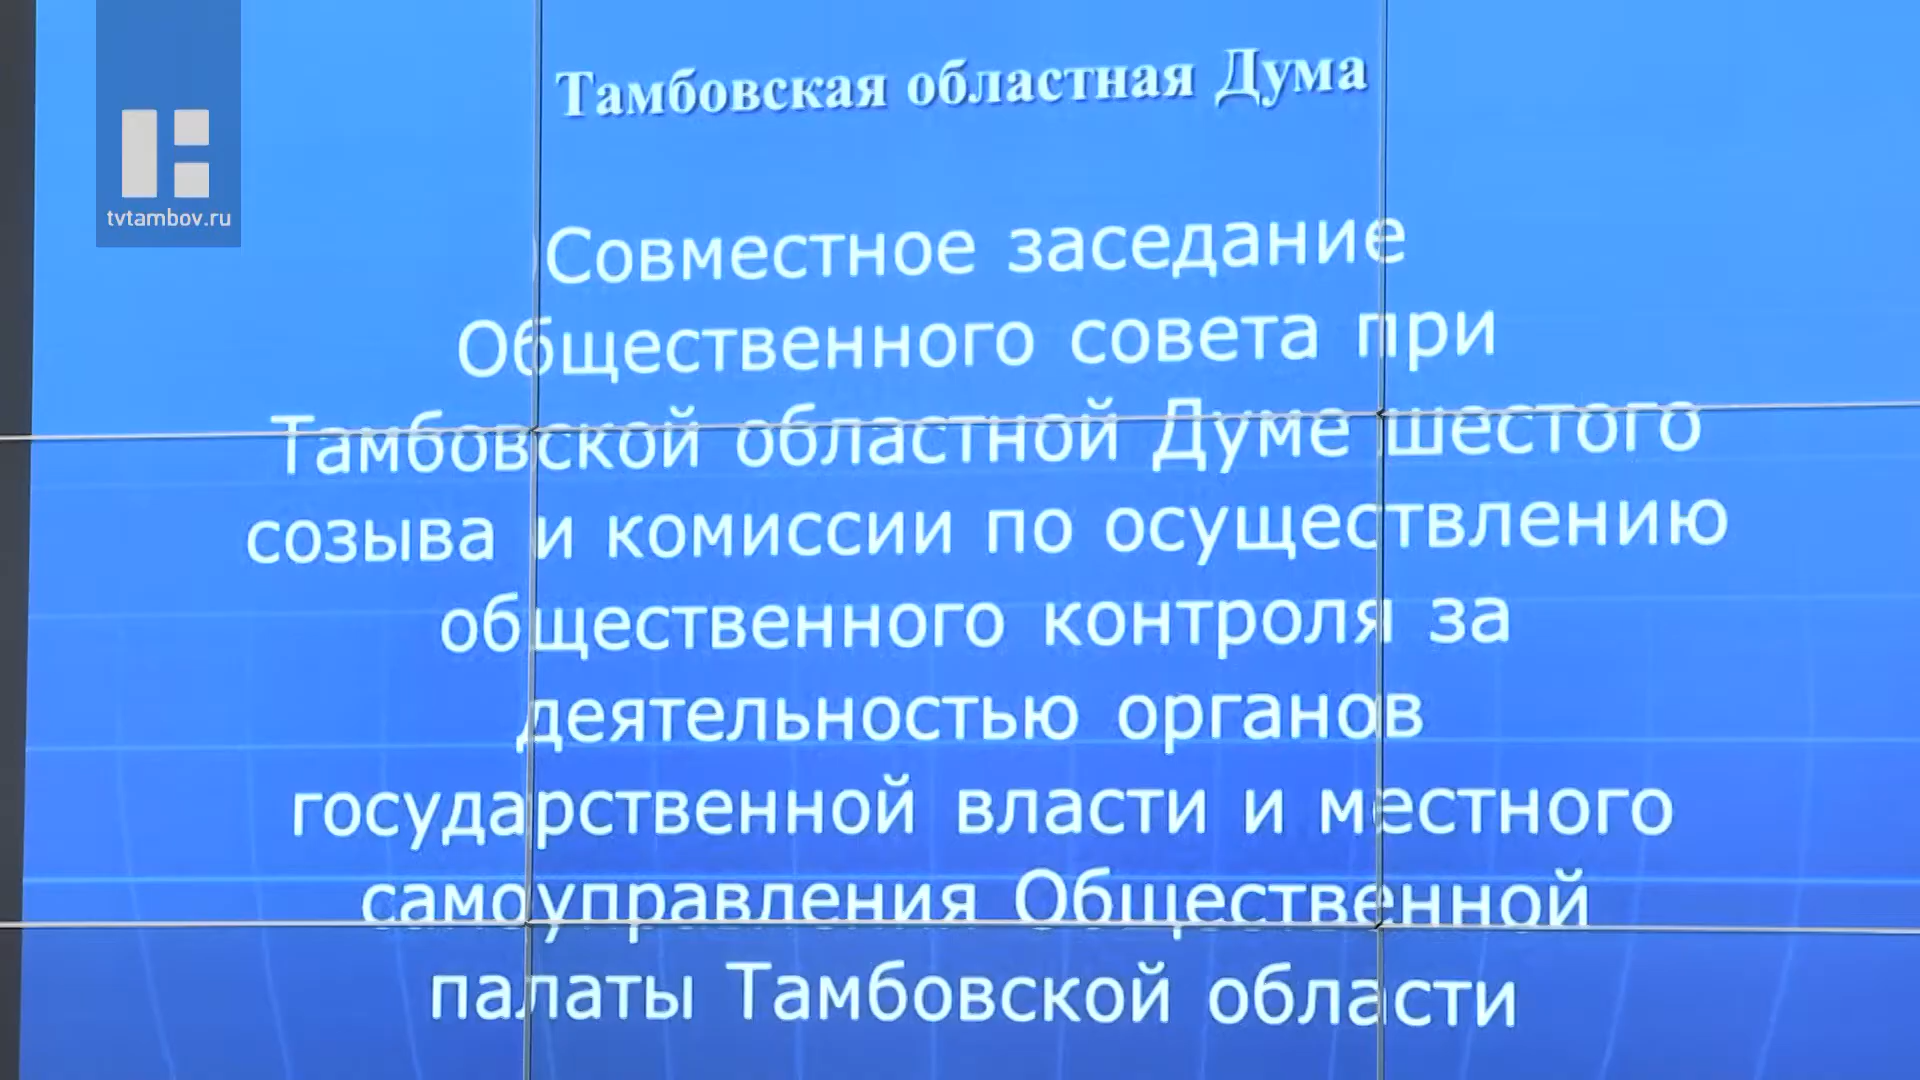 Тамбовская областная Дума
tvtambov.ru
Совместное заседание
Общественного совета при
Тамбовской областной Думе шестого
созыва и комиссии по осуществлению
общественного контроля за
деятельностью органов
государственной власти и местного
самоуправления Общественной
палаты Тамбовской области